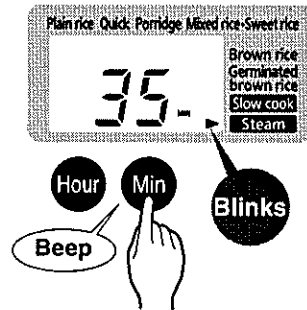 Plain rice Quick Porridge Mixed rice•Sweet rice
Brown rice
Germinated
brown rice
Slow cook
Steam
35-
Hour
Min
Blinks
Beep